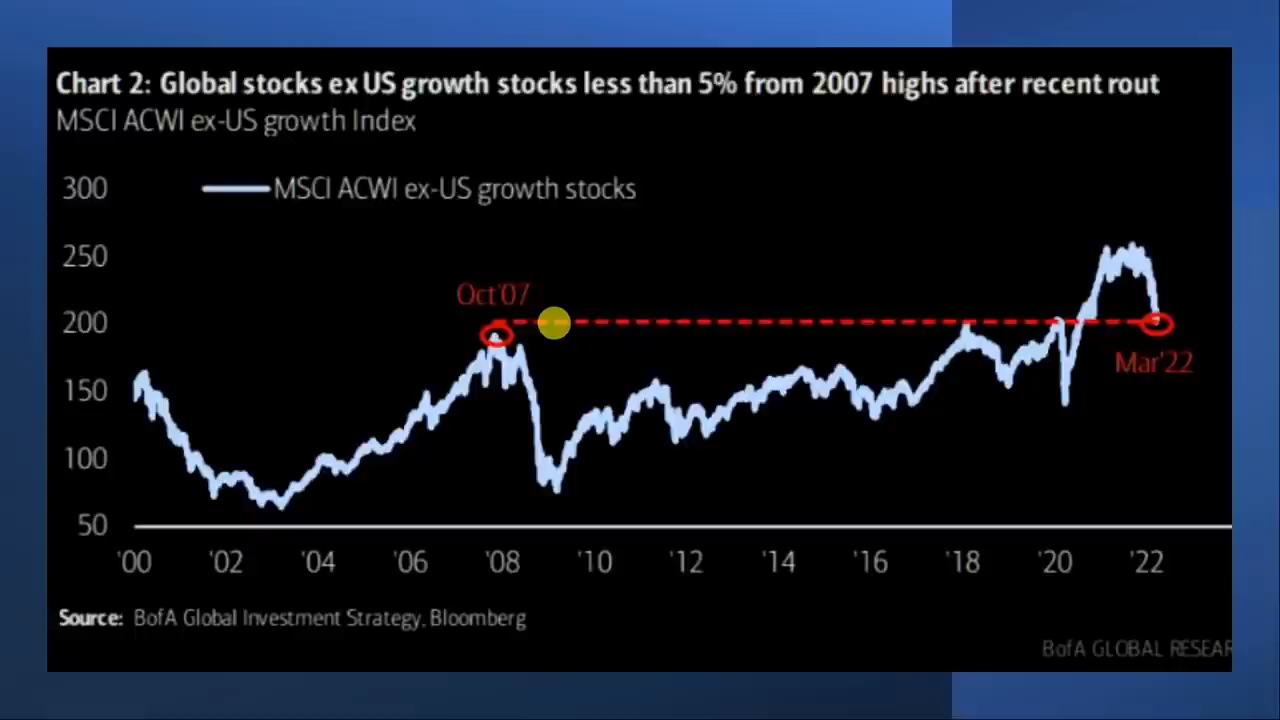 Chart 2: Global stocks ex US growth stocks less than 5% from 2007 highs after recent rout
MSCI ACWI ex-US growth Index
300
MSCI ACWI ex-US growth stocks
250
Oct'07
200
Mar'22
150
100
50
'00 '02 '04 '06 '08 '10 '12 '14 '16 '18 '20 '22
Source: BofA Global Investment Strategy, Bloomberg
BofA GLOBAL RESEAR